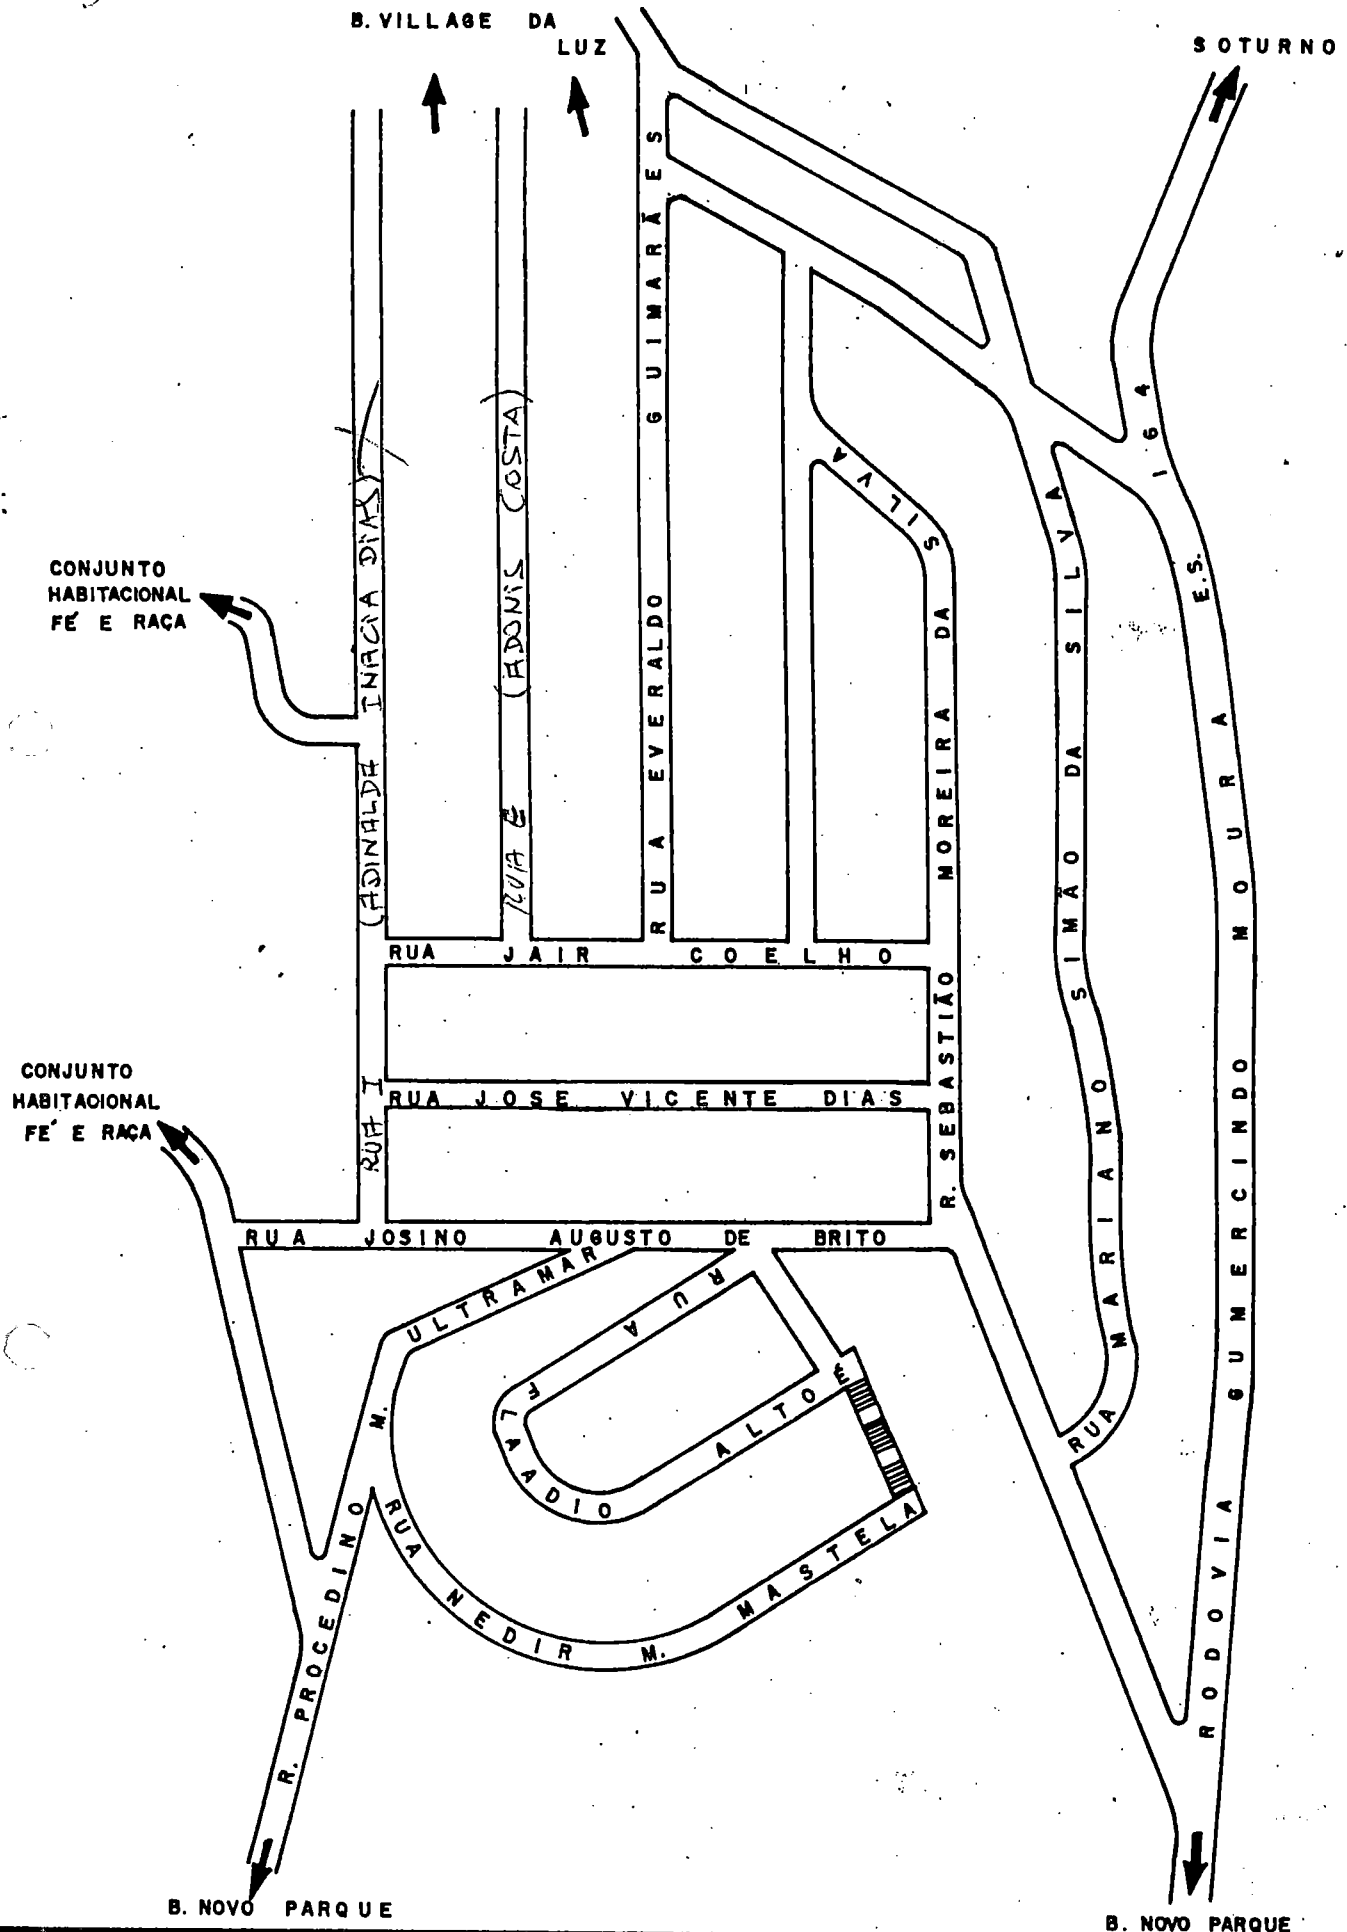 B. VILLAGE DA
LUZ
SOTURNO
RUA EVERALDO GUIMARÃES
(ADINALDA INACIA DIAS)
RUA I
RUA E (ADONIS COSTA)
CONJUNTO
HABITACIONAL
FÉ E RAÇA
R. SEBASTIÃO MOREIRA DA SILVA
RUA MARIANO SIMÃO DA SILVA
RODOVIA GUMERCINDO MOURA E.S. 164
RUA JAIR COELHO
CONJUNTO
HABITACIONAL
FÉ E RAÇA
RUA JOSE VICENTE DIAS
RUA JOSINO AUGUSTO DE BRITO
R. PROCEDINO M. ULTRAMAR
RUA FLADIO ALTOÉ
RUA NEDIR M. MASTELA
B. NOVO PARQUE
B. NOVO PARQUE